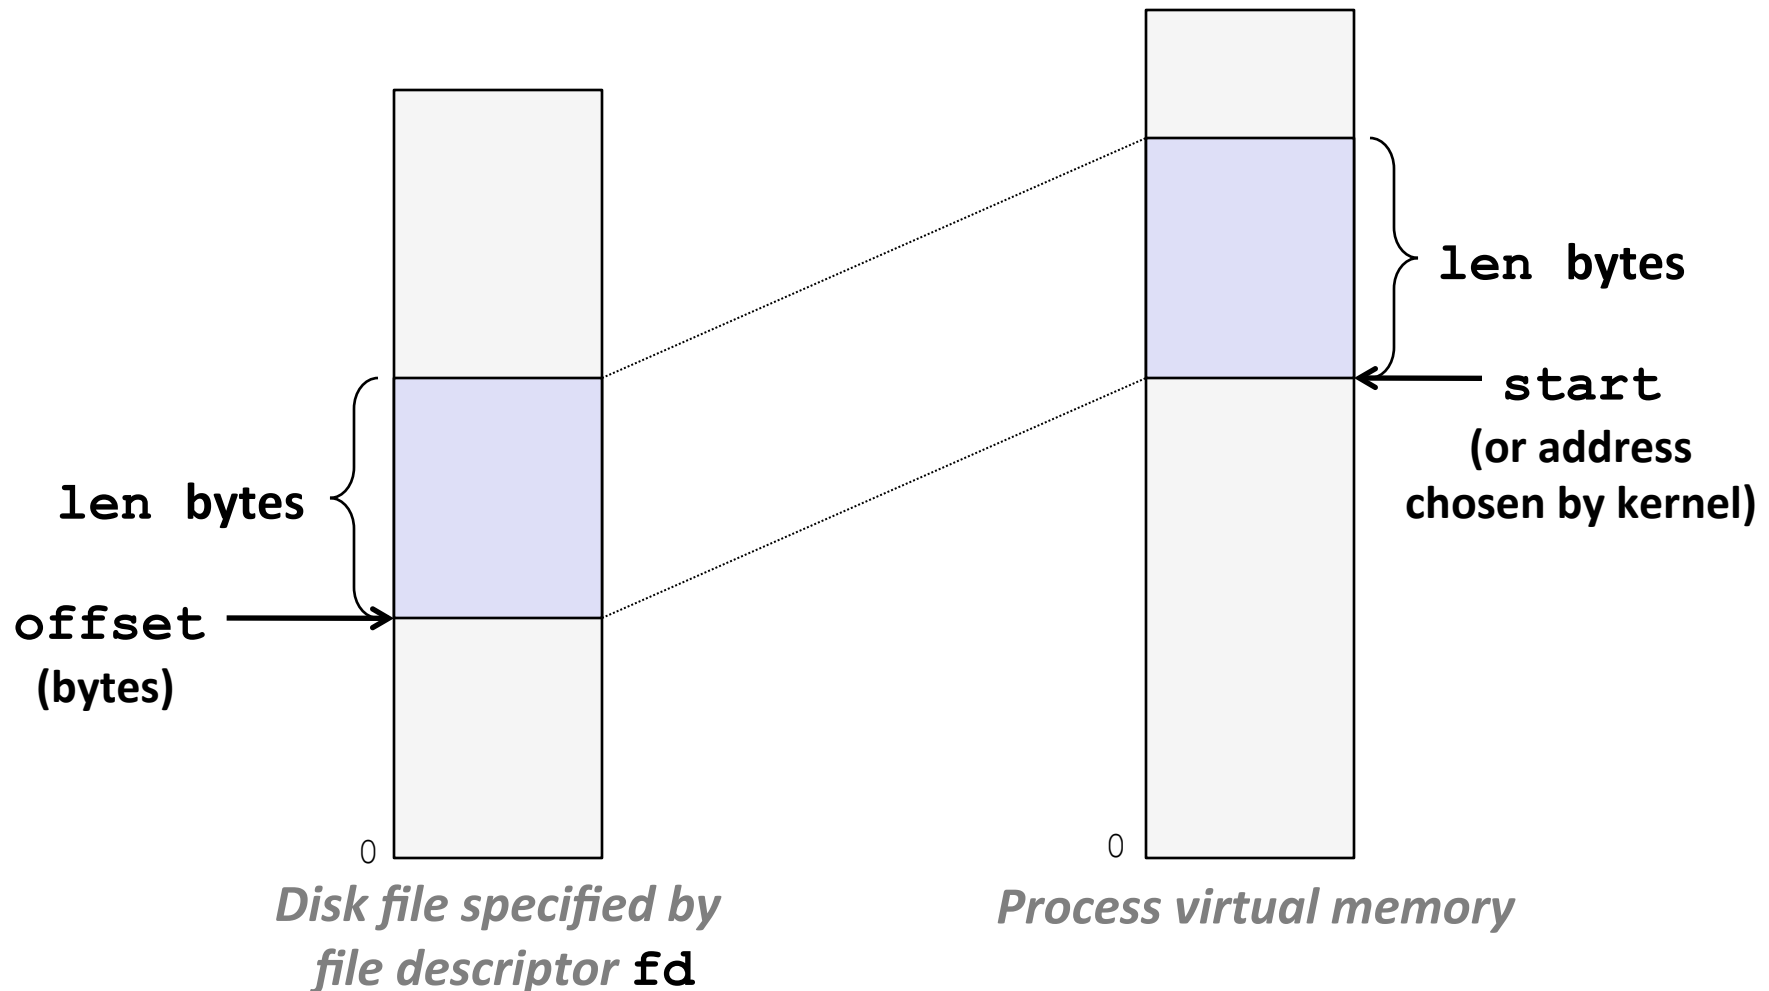 len bytes
start
(or address
chosen by kernel)
len bytes
offset
(bytes)
0
0
Disk file specified by
file descriptor fd
Process virtual memory